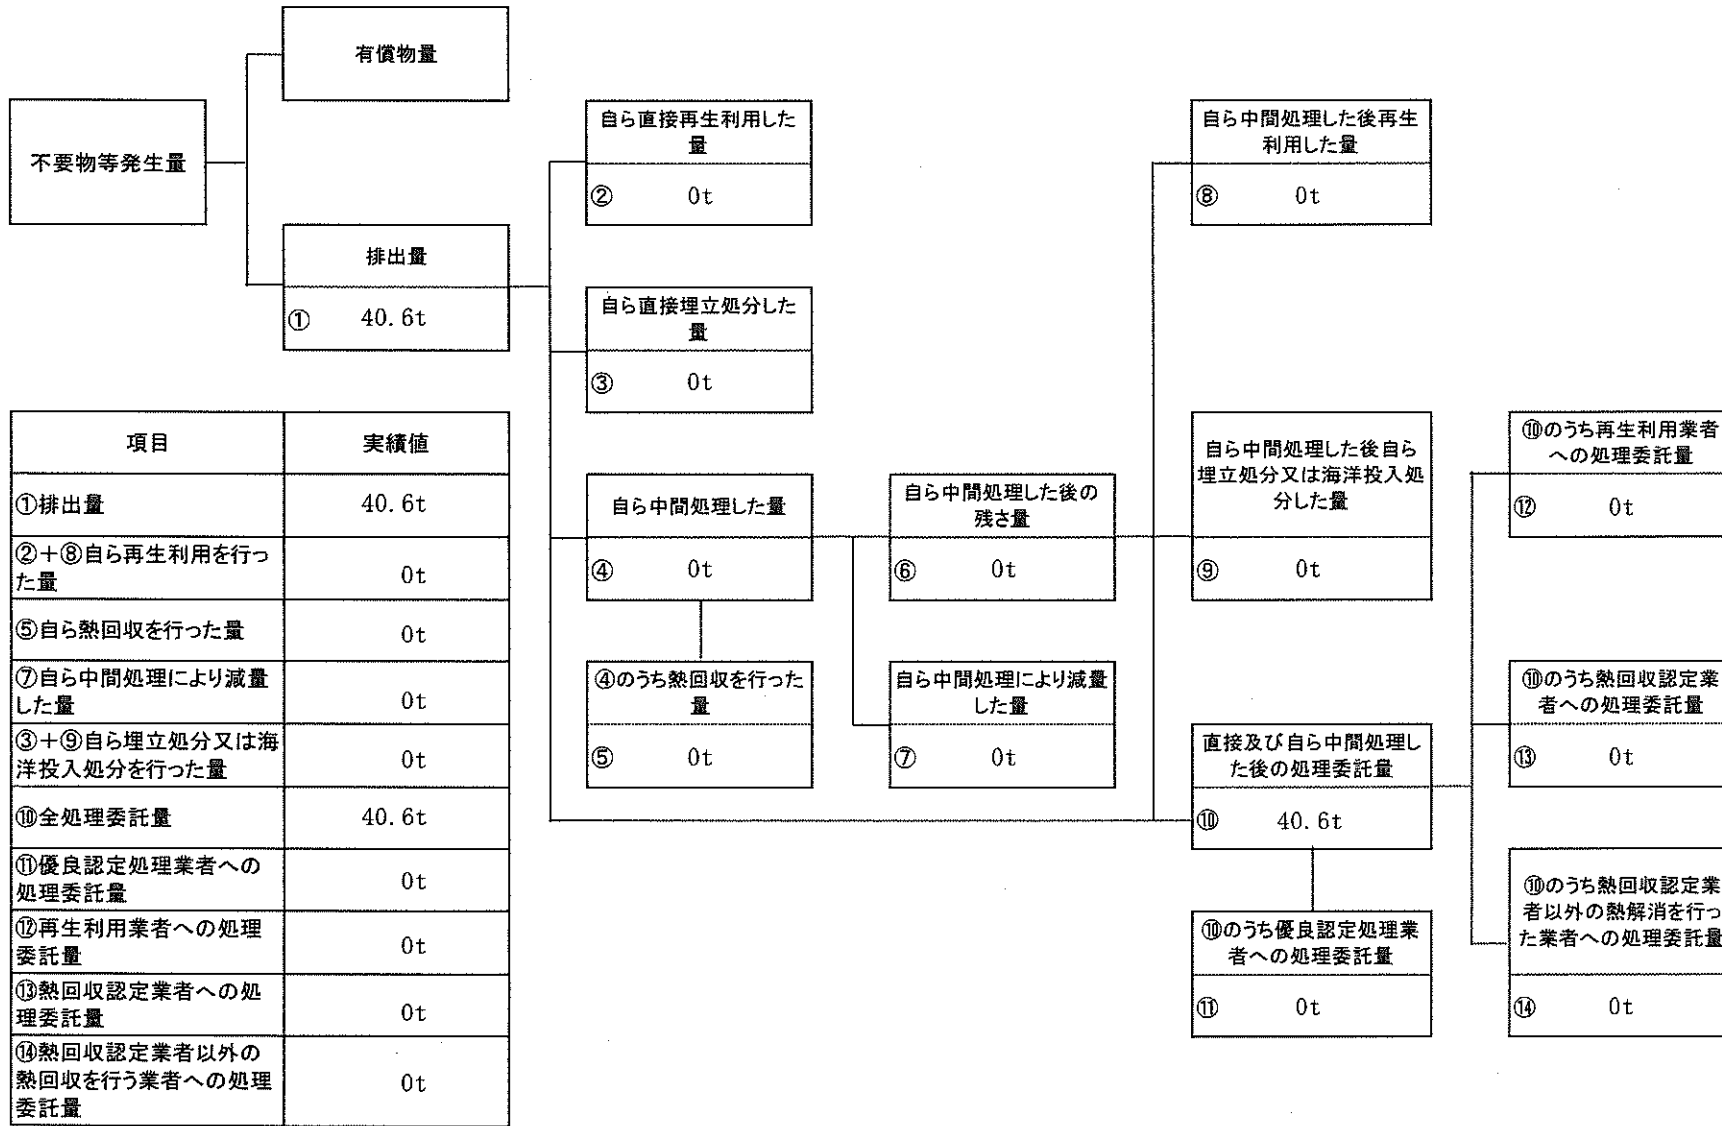 有償物量
不要物等発生量
排出量
① 40.6t
自ら直接再生利用した
量
② 0t
自ら直接埋立処分した
量
③ 0t
自ら中間処理した量
④ 0t
④のうち熱回収を行った
量
⑤ 0t
自ら中間処理した後の
残さ量
⑥ 0t
自ら中間処理により減量
した量
⑦ 0t
自ら中間処理した後再生
利用した量
⑧ 0t
自ら中間処理した後自ら
埋立処分又は海洋投入処
分した量
⑨ 0t
直接及び自ら中間処理し
た後の処理委託量
⑩ 40.6t
⑩のうち優良認定処理業
者への処理委託量
⑪ 0t
⑩のうち再生利用業者
への処理委託量
⑫ 0t
⑩のうち熱回収認定業
者への処理委託量
⑬ 0t
⑩のうち熱回収認定業
者以外の熱解消を行っ
た業者への処理委託量
⑭ 0t
項目 実績値
①排出量 40.6t
②+⑧自ら再生利用を行っ
た量 0t
⑤自ら熱回収を行った量 0t
⑦自ら中間処理により減量
した量 0t
③+⑨自ら埋立処分又は海
洋投入処分を行った量 0t
⑩全処理委託量 40.6t
⑪優良認定処理業者への
処理委託量 0t
⑫再生利用業者への処理
委託量 0t
⑬熱回収認定業者への処
理委託量 0t
⑭熱回収認定業者以外の
熱回収を行う業者への処理
委託量 0t